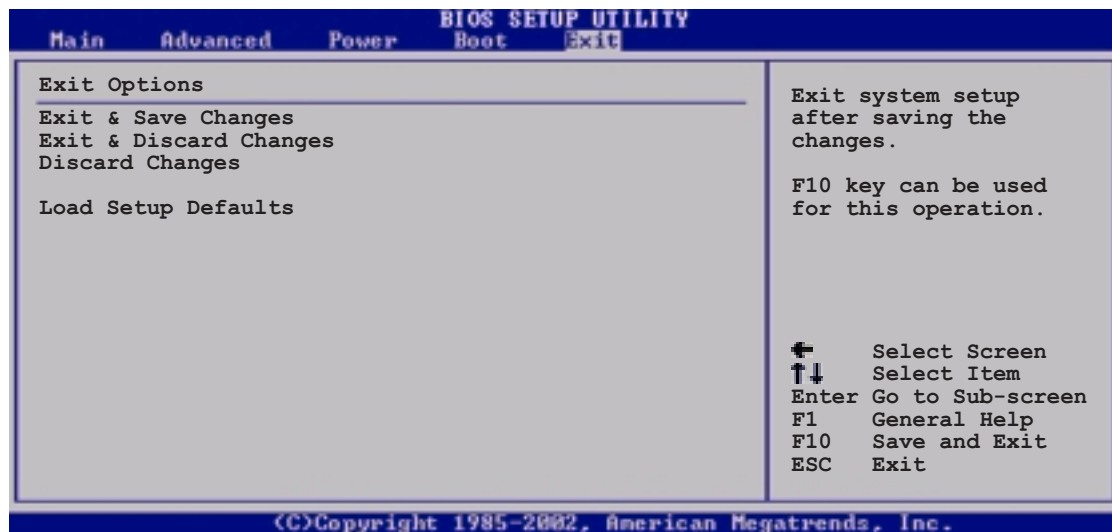 BIOS SETUP UTILITY
Main Advanced Power Boot Exit
Exit Options
Exit & Save Changes
Exit & Discard Changes
Discard Changes
Load Setup Defaults
Exit system setup
after saving the
changes.
F10 key can be used
for this operation.
← Select Screen
↑↓ Select Item
Enter Go to Sub-screen
F1 General Help
F10 Save and Exit
ESC Exit
(C)Copyright 1985-2002, American Megatrends, Inc.